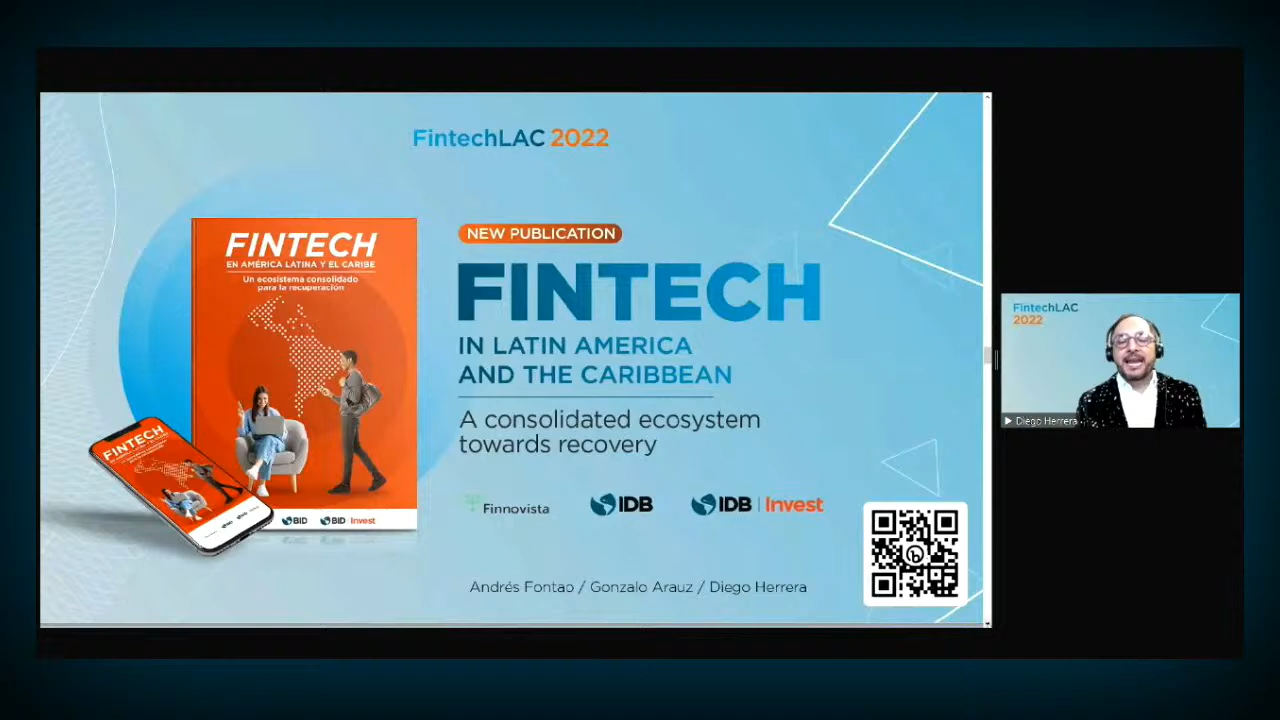 FintechLAC 2022
FINTECH
EN AMÉRICA LATINA Y EL CARIBE
Un ecosistema consolidado
para la recuperación
BID
BID Invest
FINTECH
NEW PUBLICATION
FINTECH
IN LATIN AMERICA
AND THE CARIBBEAN
A consolidated ecosystem
towards recovery
Finnovista
IDB
IDB Invest
Andrés Fontao / Gonzalo Arauz / Diego Herrera
FintechLAC
2022
Diego Herrera